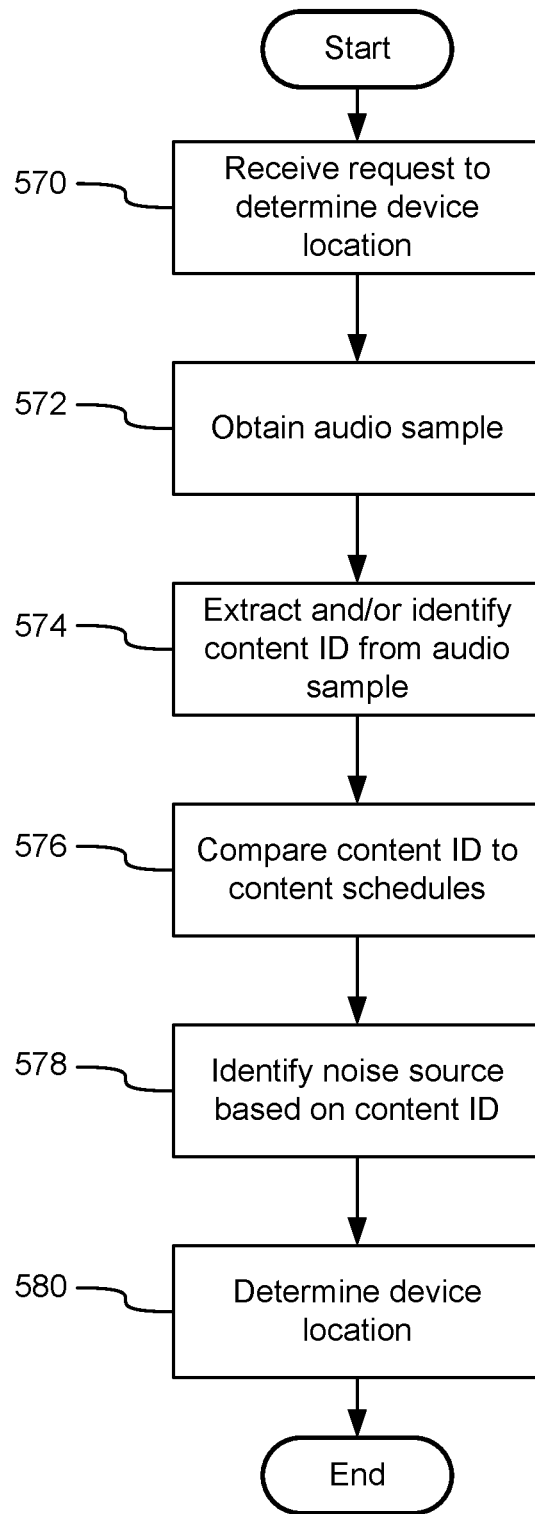 Start
570
Receive request to
determine device
location
572
Obtain audio sample
574
Extract and/or identify
content ID from audio
sample
576
Compare content ID to
content schedules
578
Identify noise source
based on content ID
580
Determine device
location
End